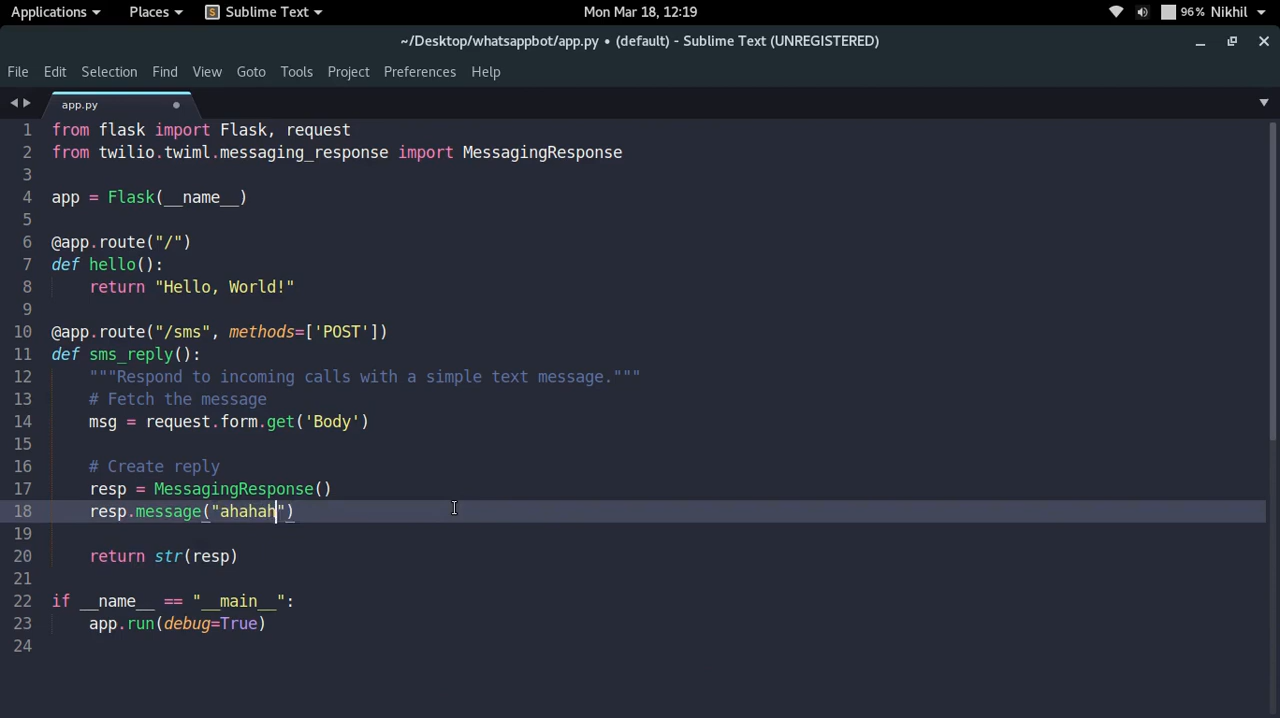 Applications Places Sublime Text Mon Mar 18, 12:19 96% Nikhil
~/Desktop/whatsappbot/app.py • (default) - Sublime Text (UNREGISTERED)
File Edit Selection Find View Goto Tools Project Preferences Help
app.py
1 from flask import Flask, request
2 from twilio.twiml.messaging_response import MessagingResponse
3
4 app = Flask(__name__)
5
6 @app.route("/")
7 def hello():
8     return "Hello, World!"
9
10 @app.route("/sms", methods=['POST'])
11 def sms_reply():
12     """Respond to incoming calls with a simple text message."""
13     # Fetch the message
14     msg = request.form.get('Body')
15
16     # Create reply
17     resp = MessagingResponse()
18     resp.message("ahahah")
19
20     return str(resp)
21
22 if __name__ == "__main__":
23     app.run(debug=True)
24